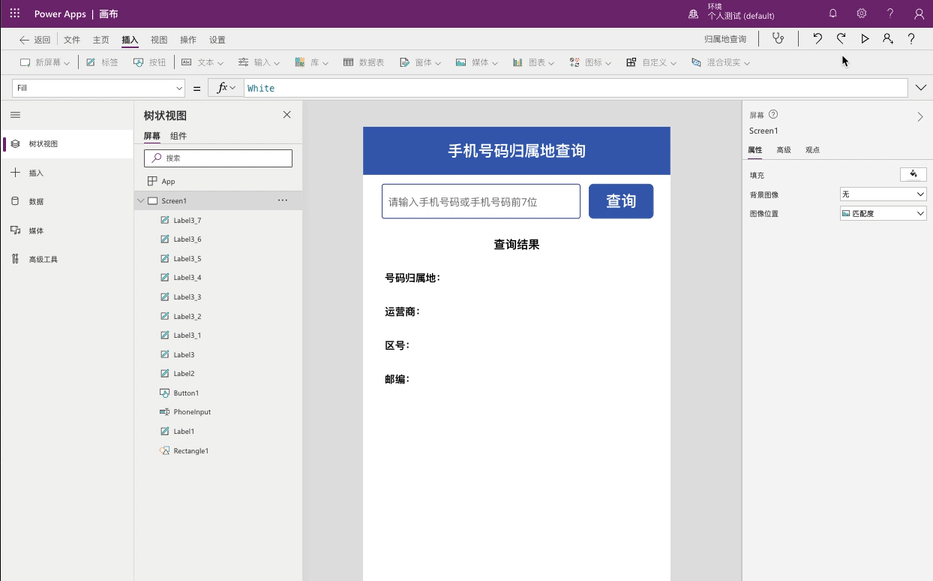 Power Apps | 画布
环境
个人测试 (default)
返回 文件 主页 插入 视图 操作 设置
归属地查询
新屏幕 标签 按钮 文本 输入 库 数据表 窗体 媒体 图表 图标 自定义 混合现实
Fill = fx White
树状视图
插入
数据
媒体
高级工具
树状视图
屏幕 组件
搜索
App
Screen1
Label3_7
Label3_6
Label3_5
Label3_4
Label3_3
Label3_2
Label3_1
Label3
Label2
Button1
PhoneInput
Label1
Rectangle1
手机号码归属地查询
请输入手机号码或手机号码前7位 查询
查询结果
号码归属地：
运营商：
区号：
邮编：
屏幕
Screen1
属性 高级 观点
填充
背景图像 无
图像位置 匹配度